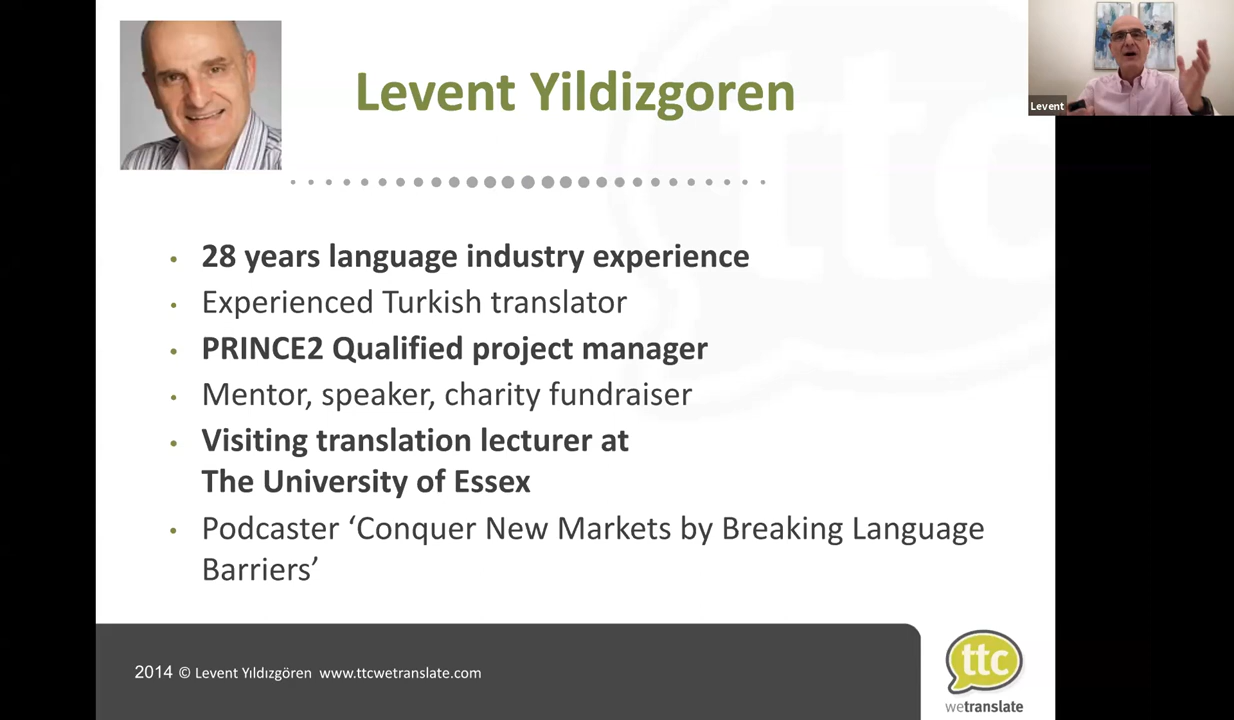 Levent Yildizgoren
Levent
• 28 years language industry experience
• Experienced Turkish translator
• PRINCE2 Qualified project manager
• Mentor, speaker, charity fundraiser
• Visiting translation lecturer at
The University of Essex
• Podcaster ‘Conquer New Markets by Breaking Language
Barriers’
2014 © Levent Yıldızgören www.ttcwetranslate.com
ttc
wetranslate
ttc